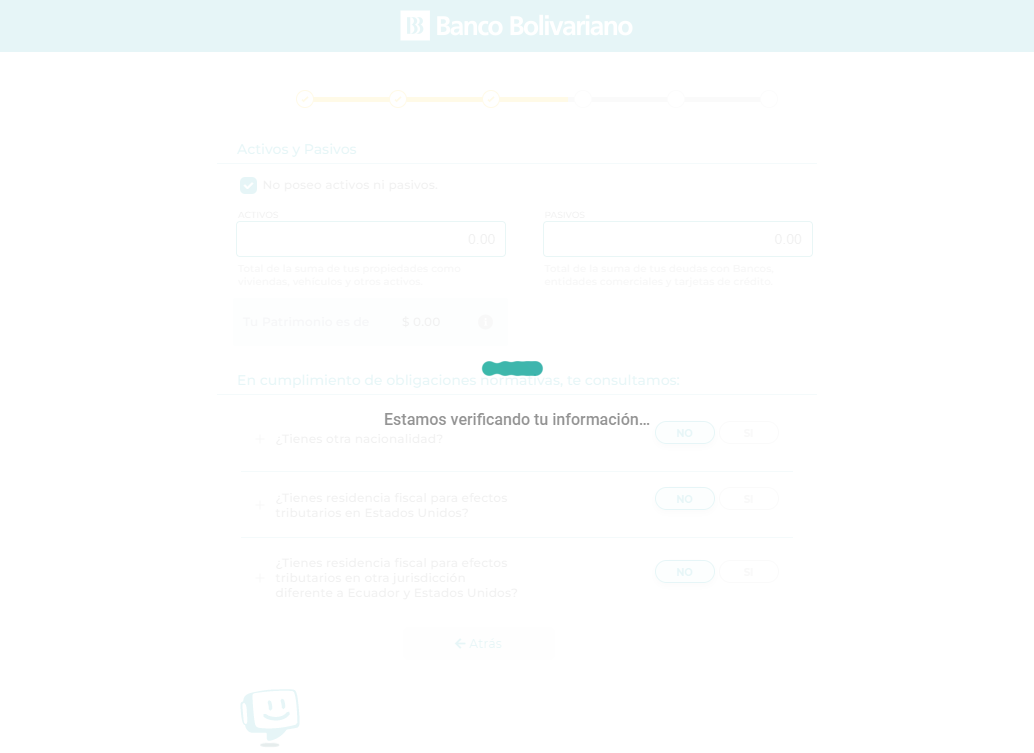 Banco Bolivariano
Activos y Pasivos
No poseo activos ni pasivos.
ACTIVOS
PASIVOS
0.00
0.00
Total de la suma de tus propiedades como
viviendas, vehículos y otros activos.
Total de la suma de tus deudas con Bancos,
entidades comerciales y tarjetas de crédito.
Tu Patrimonio es de
$ 0.00
En cumplimiento de obligaciones normativas, te consultamos:
Estamos verificando tu información...
+ ¿Tienes otra nacionalidad?
NO
SI
+ ¿Tienes residencia fiscal para efectos
tributarios en Estados Unidos?
NO
SI
+ ¿Tienes residencia fiscal para efectos
tributarios en otra jurisdicción
diferente a Ecuador y Estados Unidos?
NO
SI
Atrás